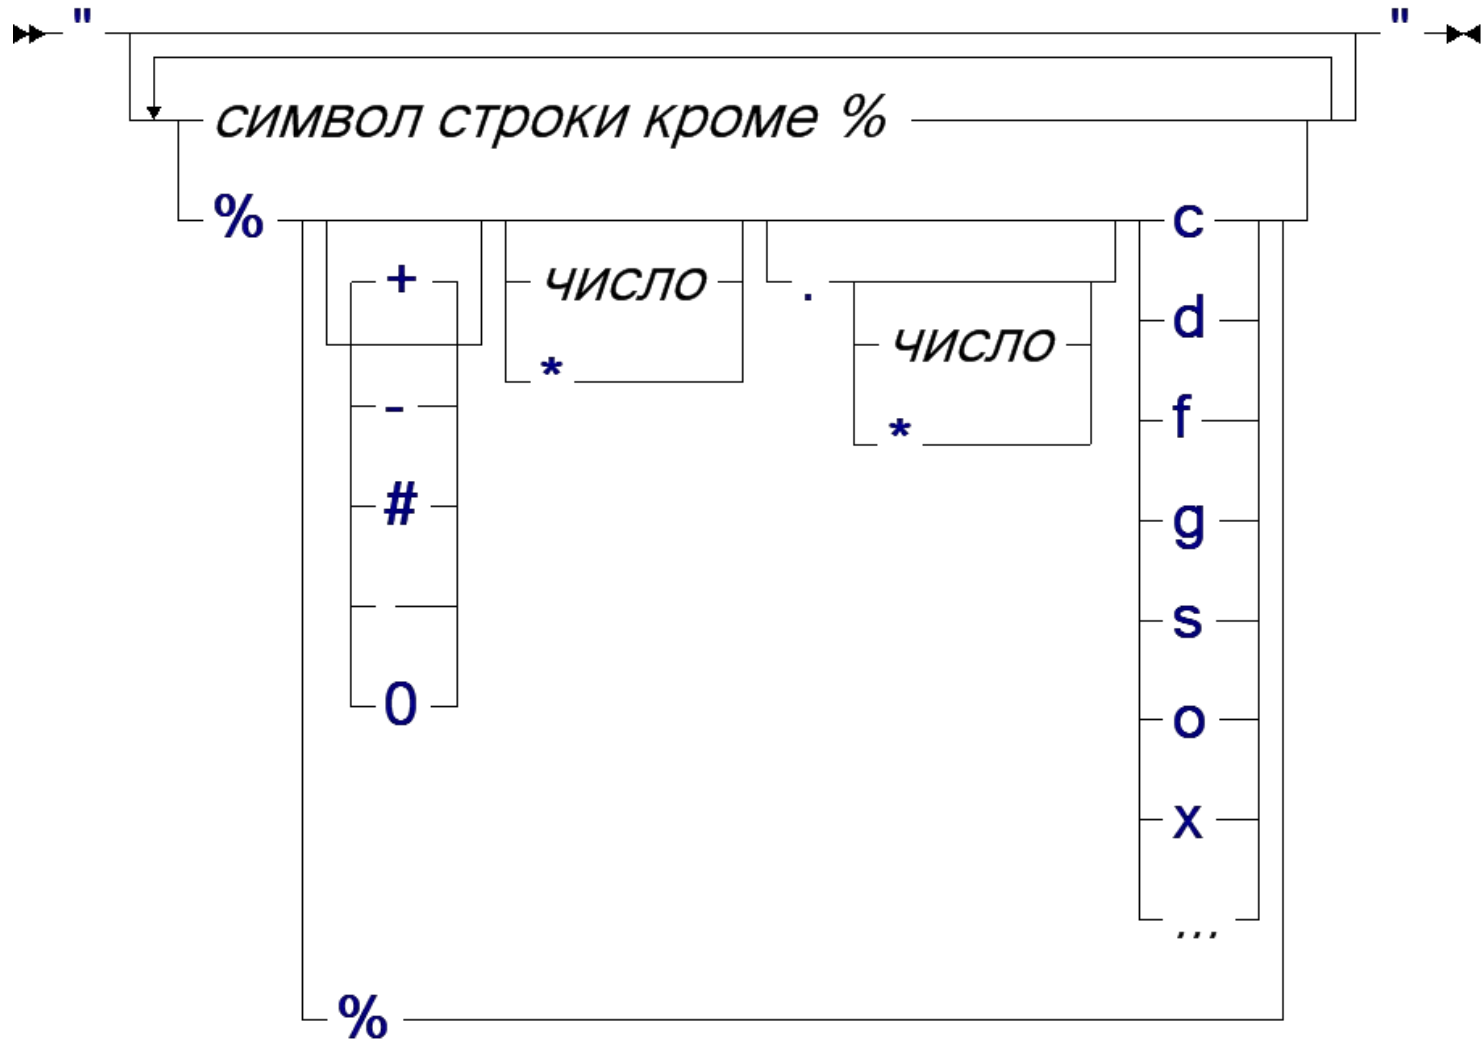 " "
символ строки кроме %
% c
+ число .
d
число
* -
f
*
#
g
s
0 o
x
...
%